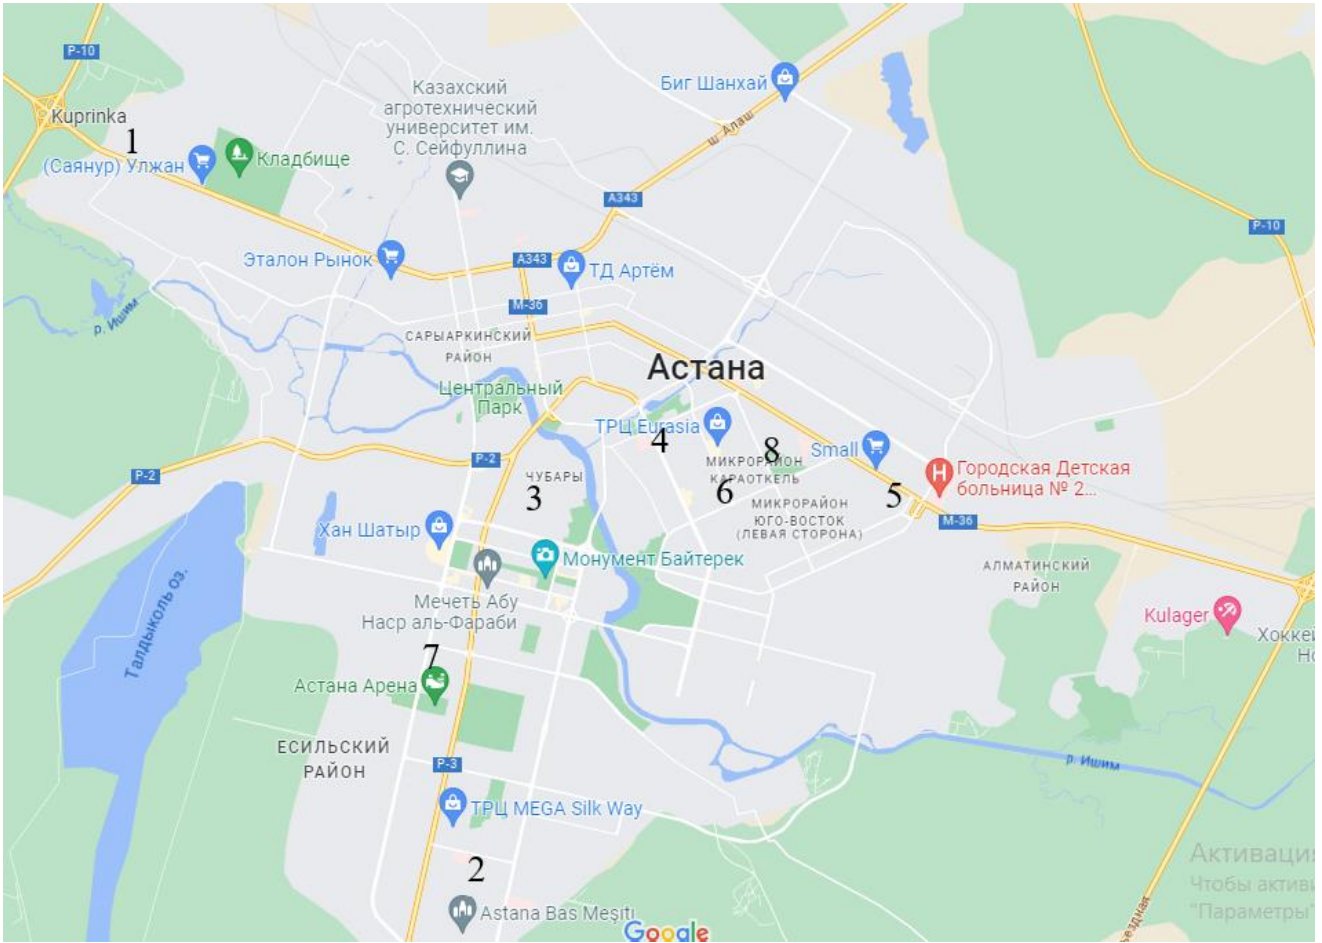 P-10
Kuprinka
1
(Саянур) Улжан
Кладбище
Казахский
агротехнический
университет им.
С. Сейфуллина
Биг Шанхай
ш. Алаш
A343
P-10
Эталон Рынок
A343
ТД Артём
M-36
р. Ишим
САРЫАРКИНСКИЙ
РАЙОН
Астана
Центральный
Парк
ТРЦ Eurasia
4
8
Small
P-2
P-2
ЧУБАРЫ
3
МИКРОРАЙОН
КАРАОТКЕЛЬ
6
5
Городская Детская
больница № 2...
МИКРОРАЙОН
ЮГО-ВОСТОК
(ЛЕВАЯ СТОРОНА)
M-36
Хан Шатыр
Монумент Байтерек
АЛМАТИНСКИЙ
РАЙОН
Мечеть Абу
Наср аль-Фараби
Талдыколь оз.
Kulager
Хоккей
Но
7
Астана Арена
ЕСИЛЬСКИЙ
РАЙОН
P-3
р. Ишим
ТРЦ MEGA Silk Way
2
Astana Bas Meşıtı
Google
Активация
Чтобы активи
"Параметры"
ездная